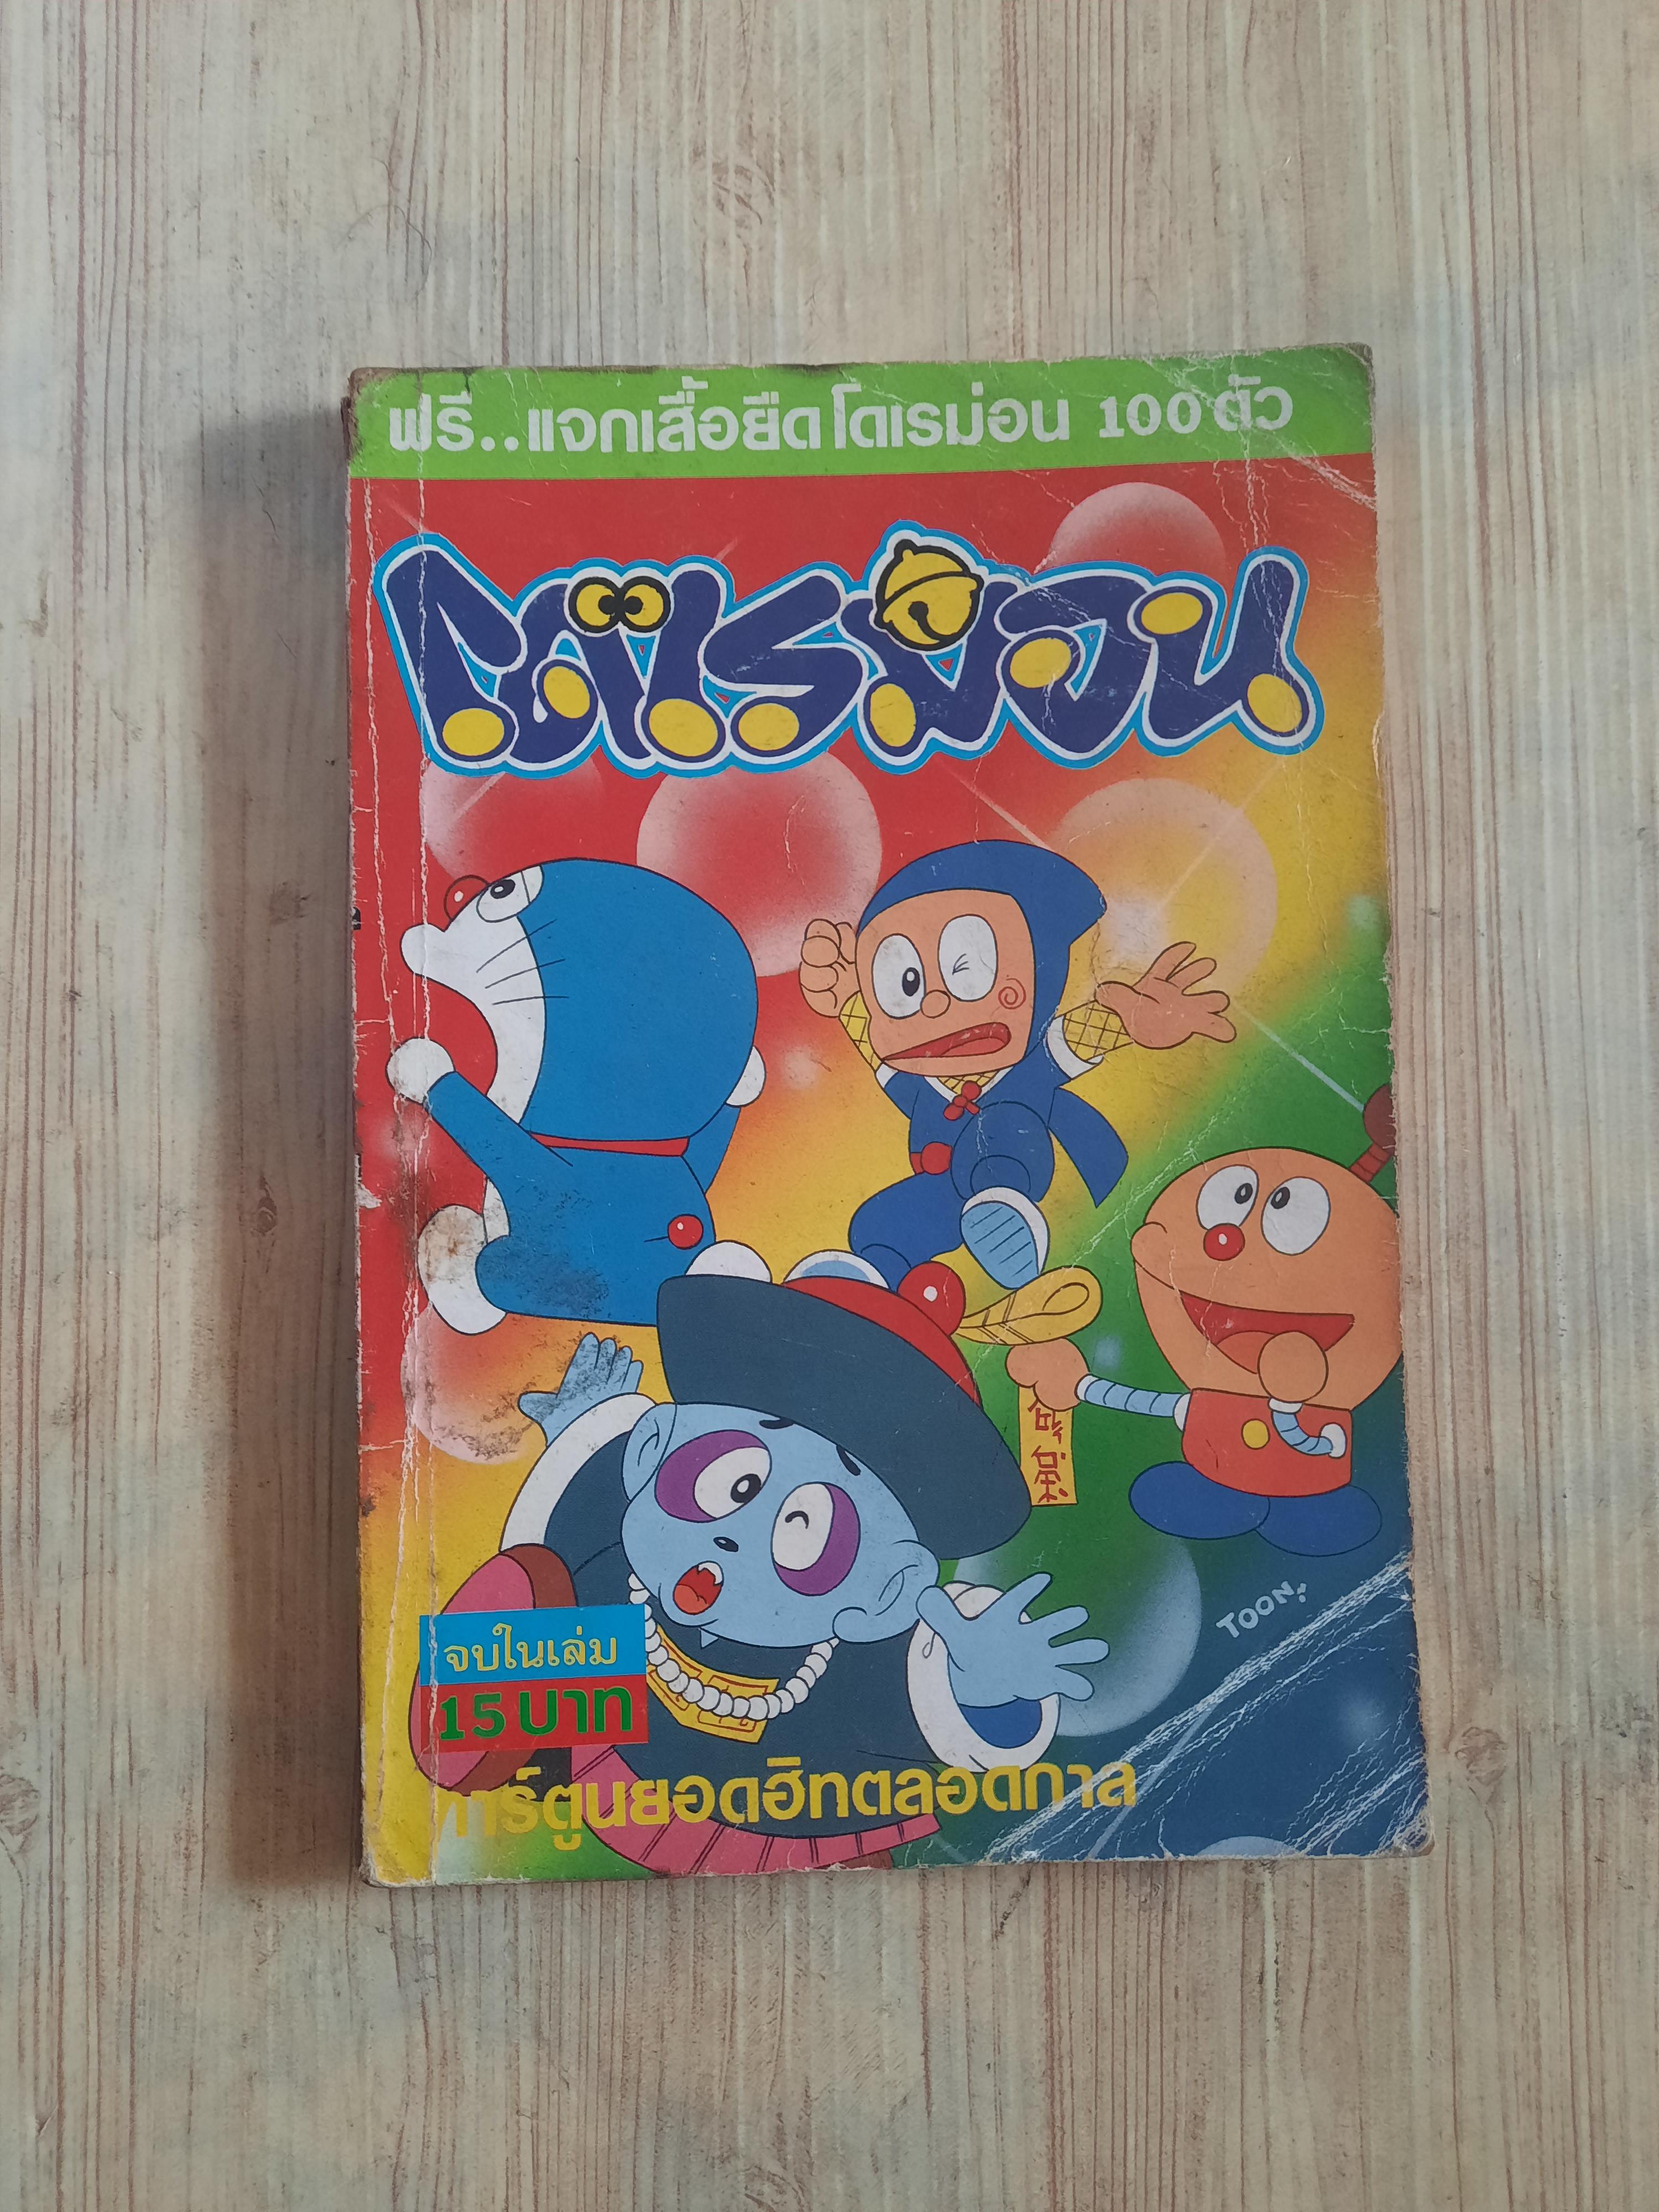 ฟรี..แจกเสื้อยืดโดเรม่อน 100 ตัว
โดเรมอน
TOON!
จบในเล่ม
15 บาท
การ์ตูนยอดฮิทตลอดกาล